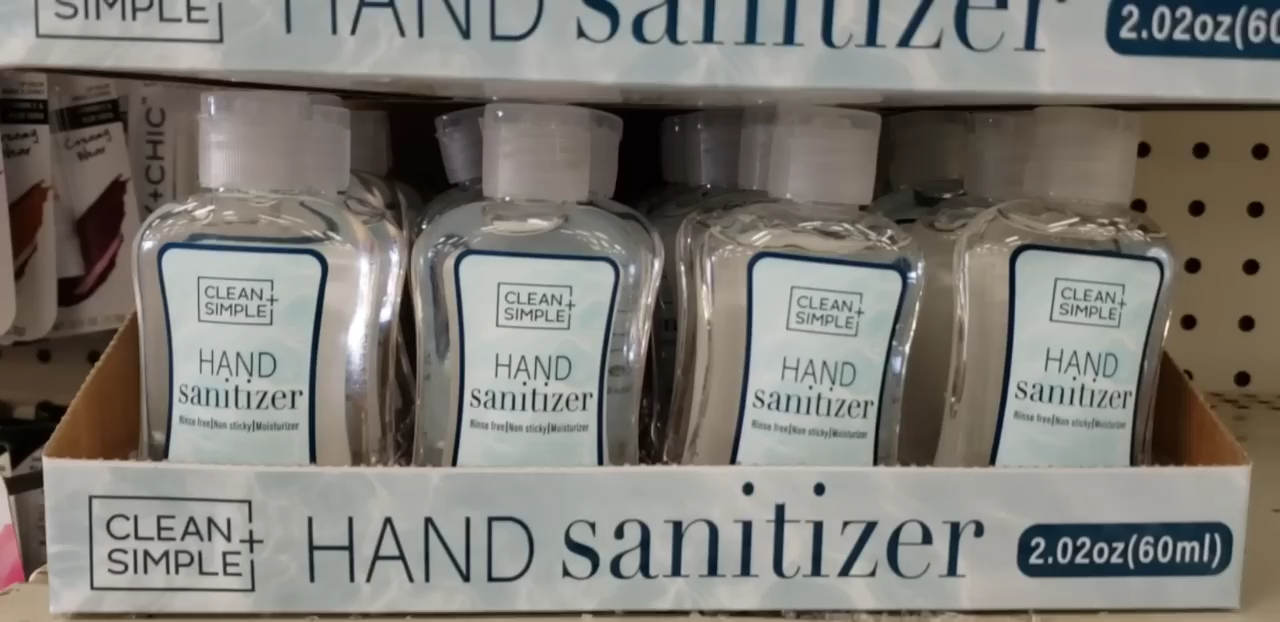 SIMPLE
HAND sanitizer
2.02oz(60
+CHIC
CLEAN+
SIMPLE
HAND
sanitizer
Rinse free|Non sticky|Moisturizer
CLEAN+
SIMPLE
HAND
sanitizer
Rinse free|Non sticky|Moisturizer
CLEAN+
SIMPLE
HAND
sanitizer
Rinse free|Non sticky|Moisturizer
CLEAN+
SIMPLE
HAND
sanitizer
Rinse free|Non sticky|Moisturizer
CLEAN+
SIMPLE
HAND sanitizer
2.02oz(60ml)